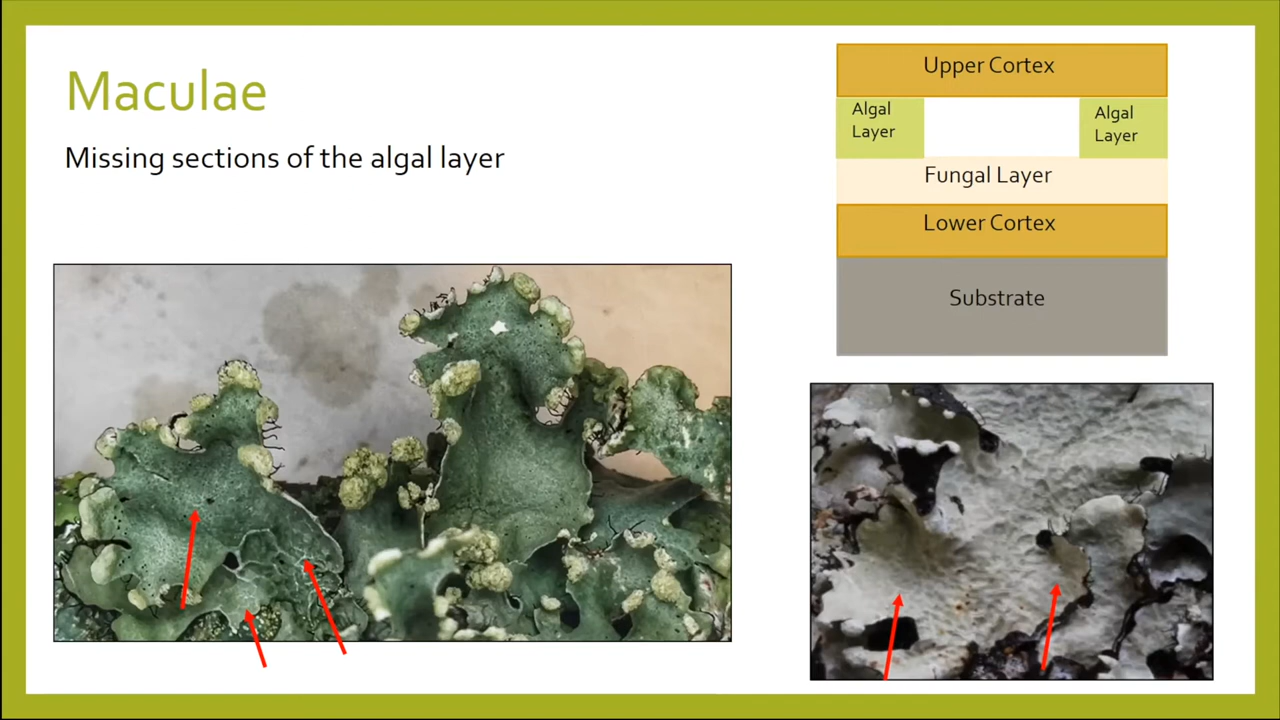 Maculae
Missing sections of the algal layer
Upper Cortex
Algal
Layer
Algal
Layer
Fungal Layer
Lower Cortex
Substrate